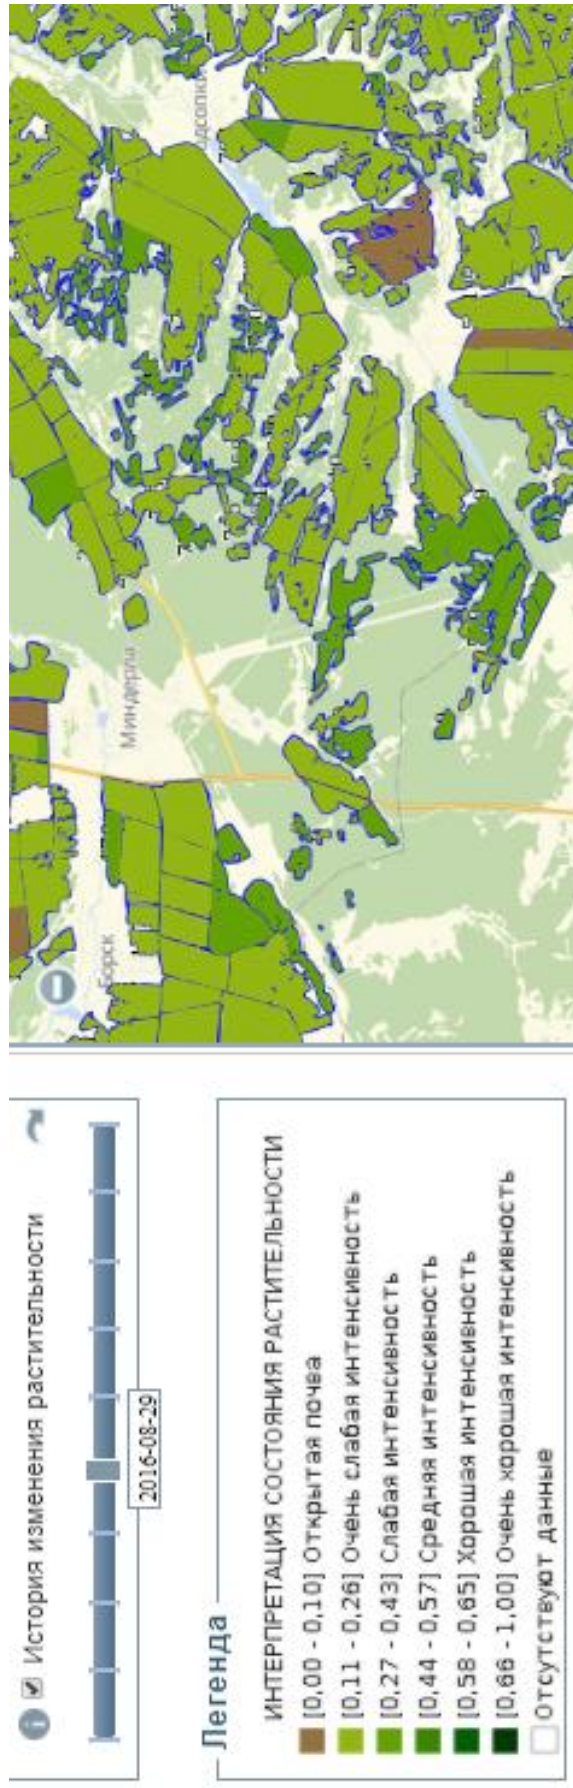 История изменения растительности
2016-08-29
Легенда
ИНТЕРПРЕТАЦИЯ СОСТОЯНИЯ РАСТИТЕЛЬНОСТИ
[0,00 - 0,10] Открытая почва
[0,11 - 0,26] Очень слабая интенсивность
[0,27 - 0,43] Слабая интенсивность
[0,44 - 0,57] Средняя интенсивность
[0,58 - 0,65] Хорошая интенсивность
[0,66 - 1,00] Очень хорошая интенсивность
Отсутствуют данные
Борск
Миндерла